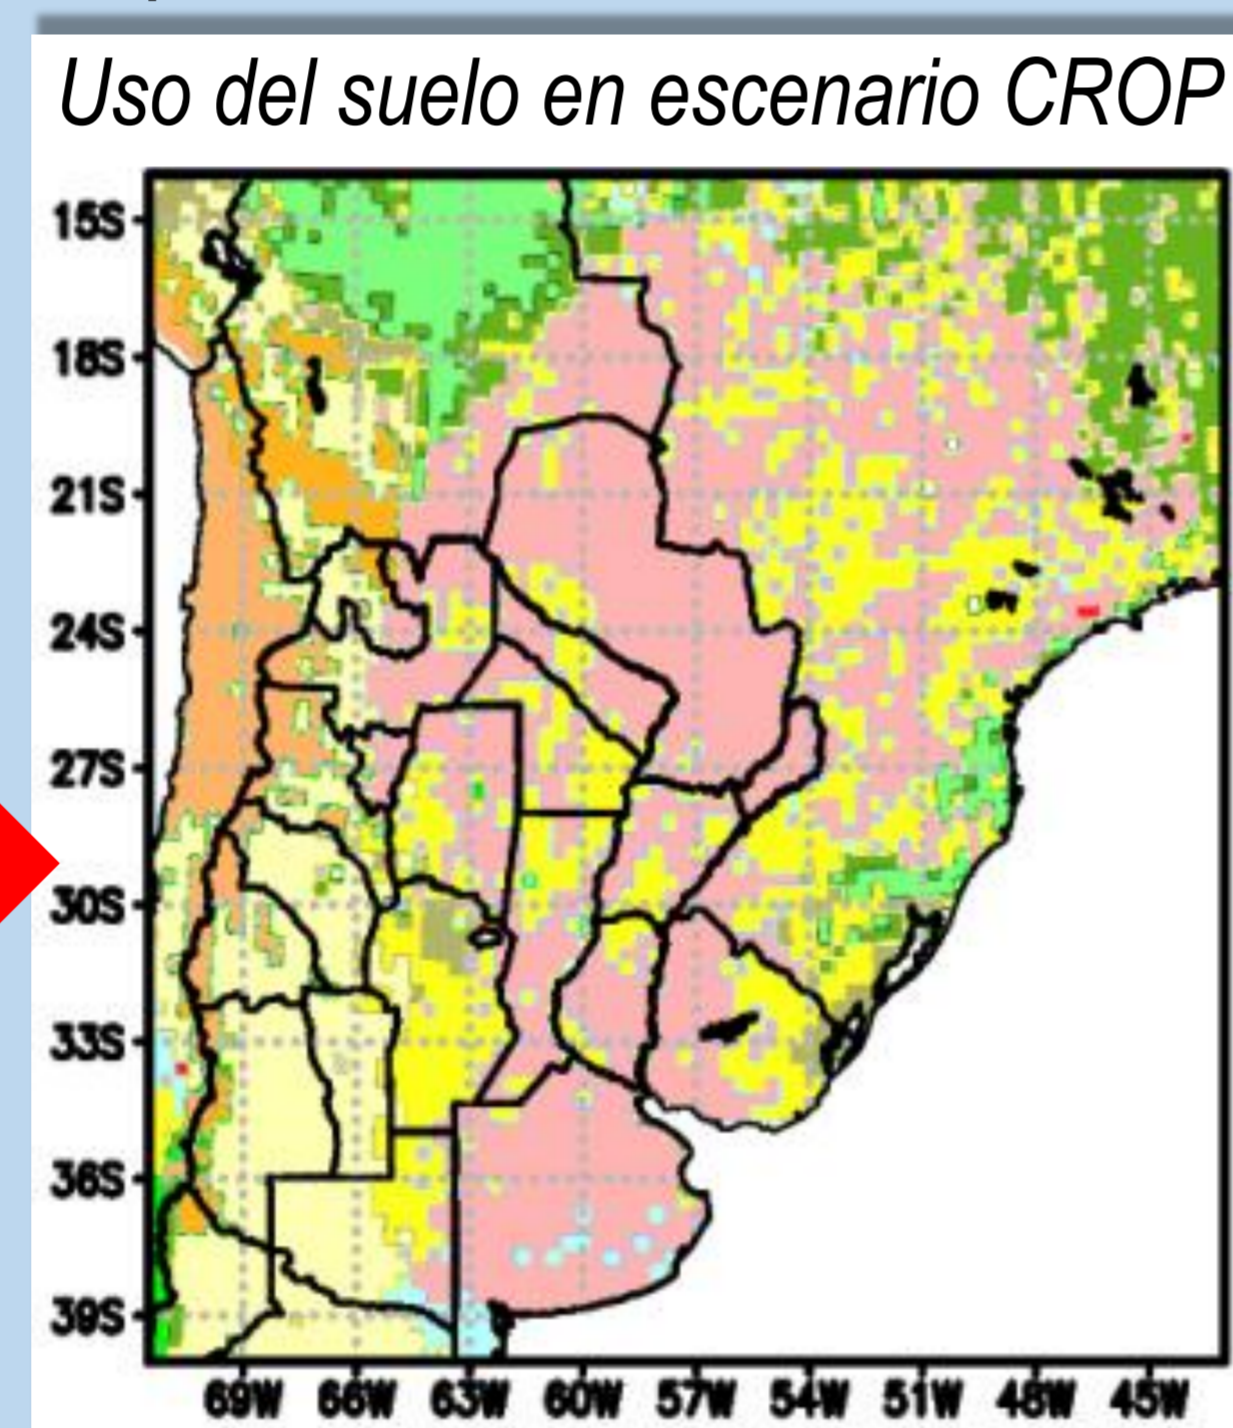 Uso del suelo en escenario CROP
15S
18S
21S
24S
27S
30S
33S
36S
39S
69W 66W 63W 60W 57W 54W 51W 48W 45W